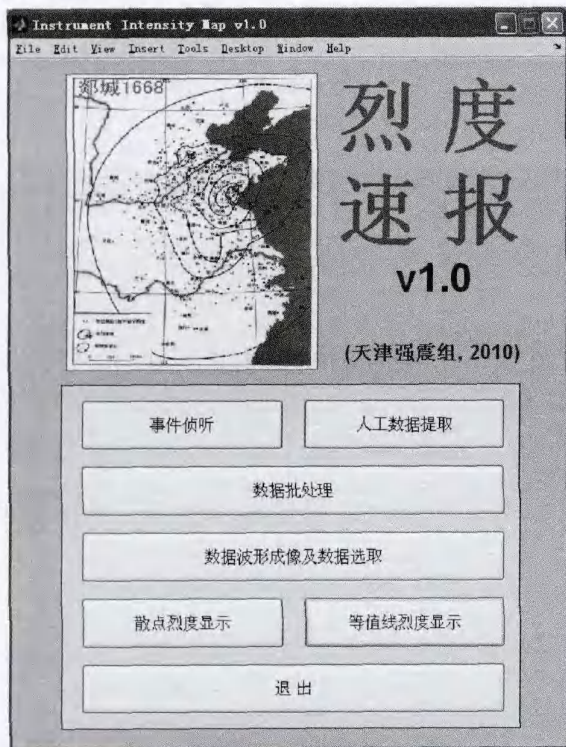 Instrument Intensity Map v1.0
File Edit View Insert Tools Desktop Window Help
郯城1668
烈度
速报
v1.0
(天津强震组, 2010)
事件侦听
人工数据提取
数据批处理
数据波形成像及数据选取
散点烈度显示
等值线烈度显示
退出